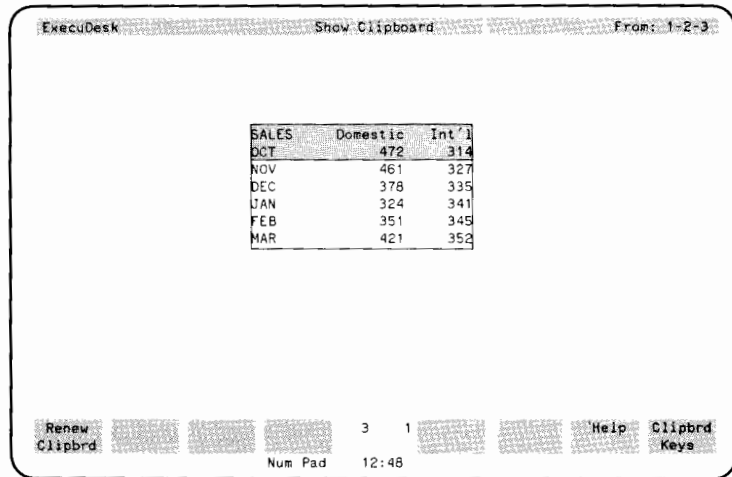 ExecuDesk Show Clipboard From: 1-2-3
SALES Domestic Int'l
OCT 472 314
NOV 461 327
DEC 378 335
JAN 324 341
FEB 351 345
MAR 421 352
Renew Clipbrd 3 1 Help Clipbrd Keys
Num Pad 12:48